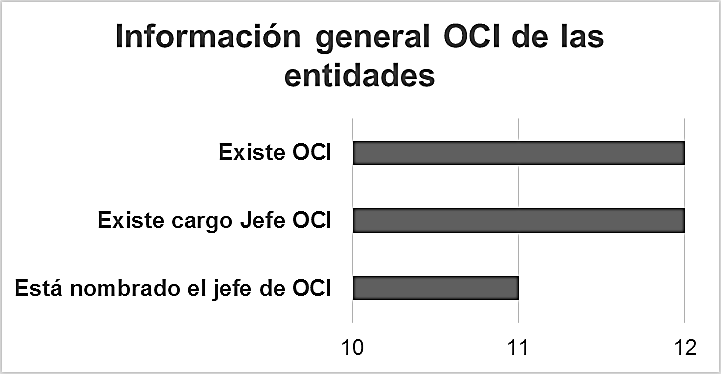 Información general OCI de las
entidades
Existe OCI
Existe cargo Jefe OCI
Está nombrado el jefe de OCI
10 11 12